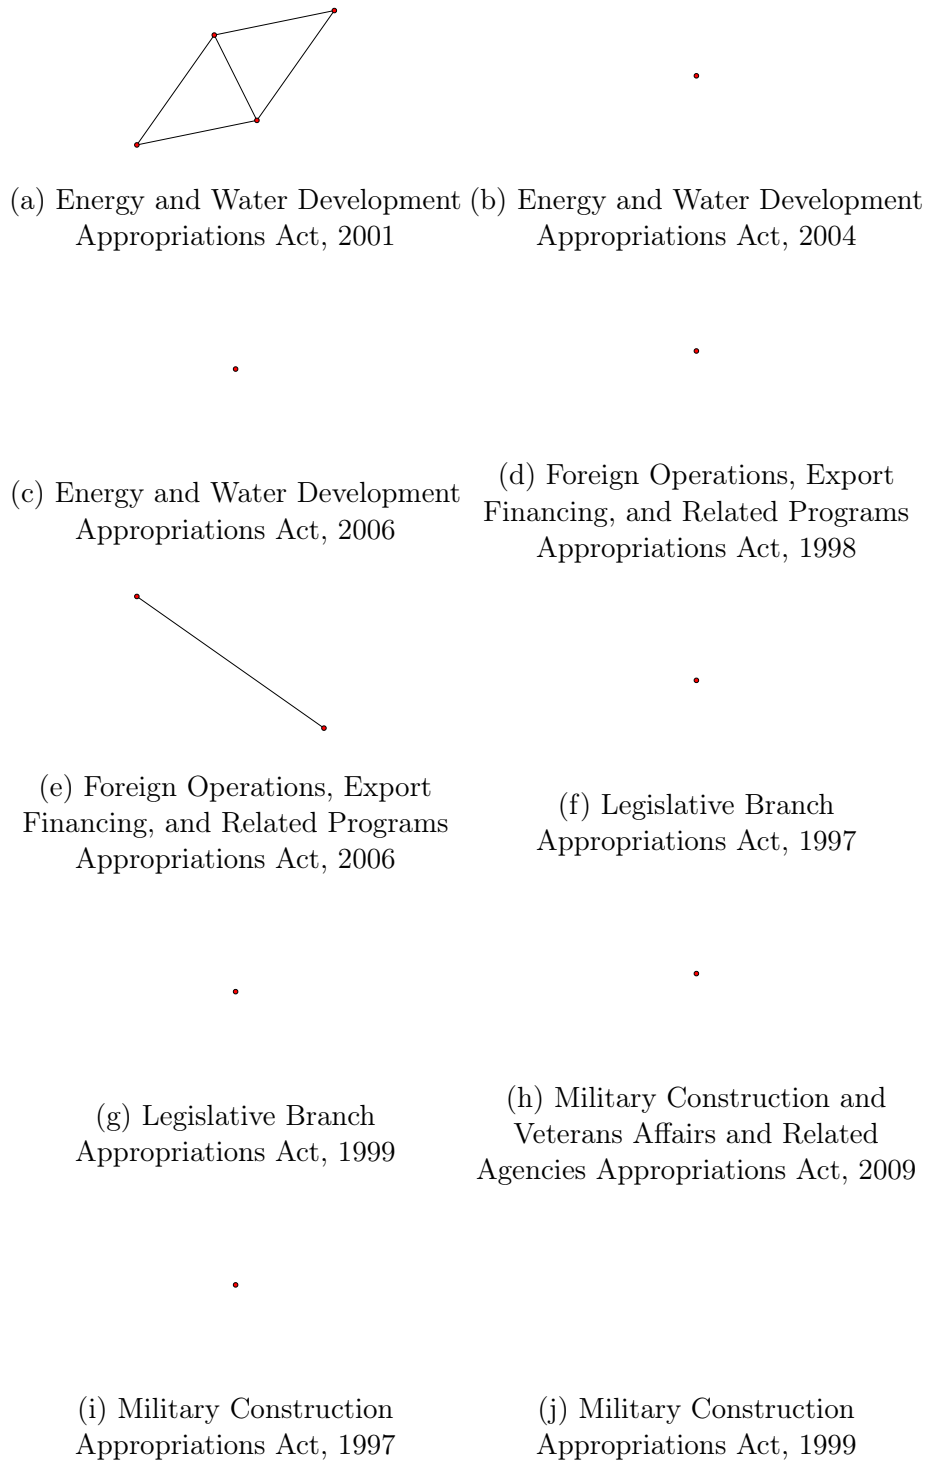 (a) Energy and Water Development
Appropriations Act, 2001
(b) Energy and Water Development
Appropriations Act, 2004
(c) Energy and Water Development
Appropriations Act, 2006
(d) Foreign Operations, Export
Financing, and Related Programs
Appropriations Act, 1998
(e) Foreign Operations, Export
Financing, and Related Programs
Appropriations Act, 2006
(f) Legislative Branch
Appropriations Act, 1997
(g) Legislative Branch
Appropriations Act, 1999
(h) Military Construction and
Veterans Affairs and Related
Agencies Appropriations Act, 2009
(i) Military Construction
Appropriations Act, 1997
(j) Military Construction
Appropriations Act, 1999